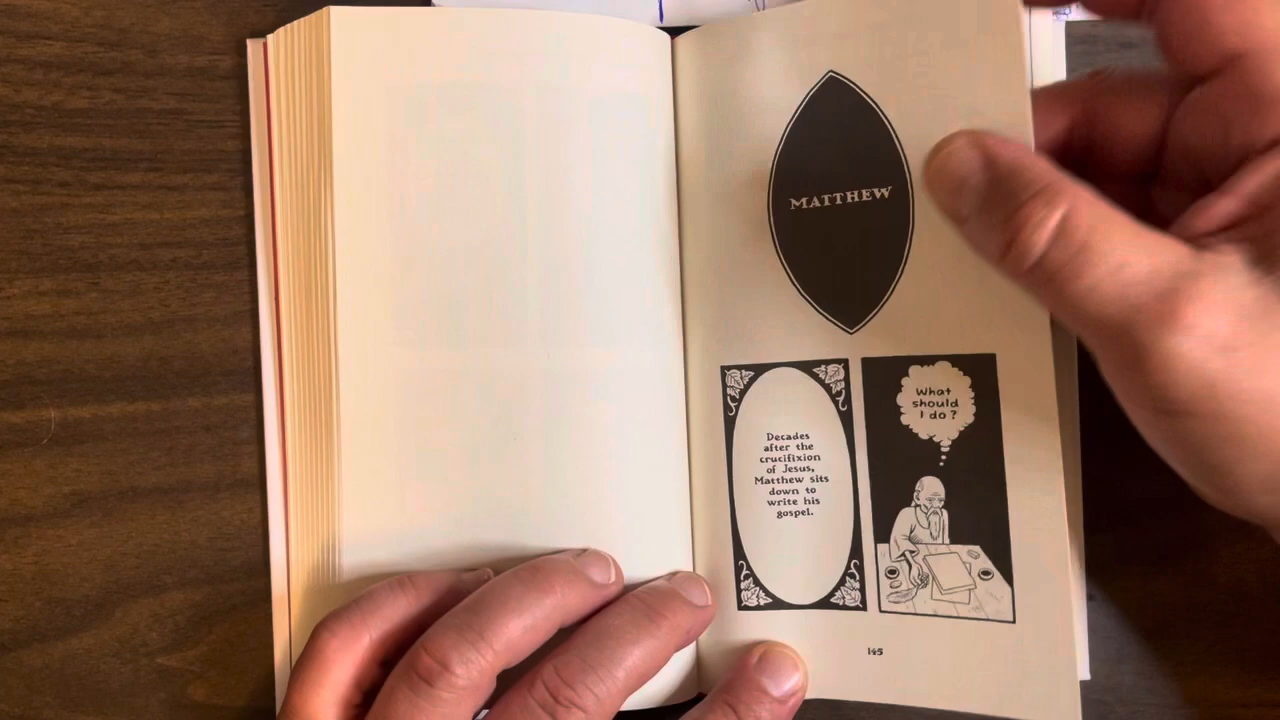 MATTHEW
Decades
after the
crucifixion
of Jesus,
Matthew sits
down to
write his
gospel.
What
should
I do?
145